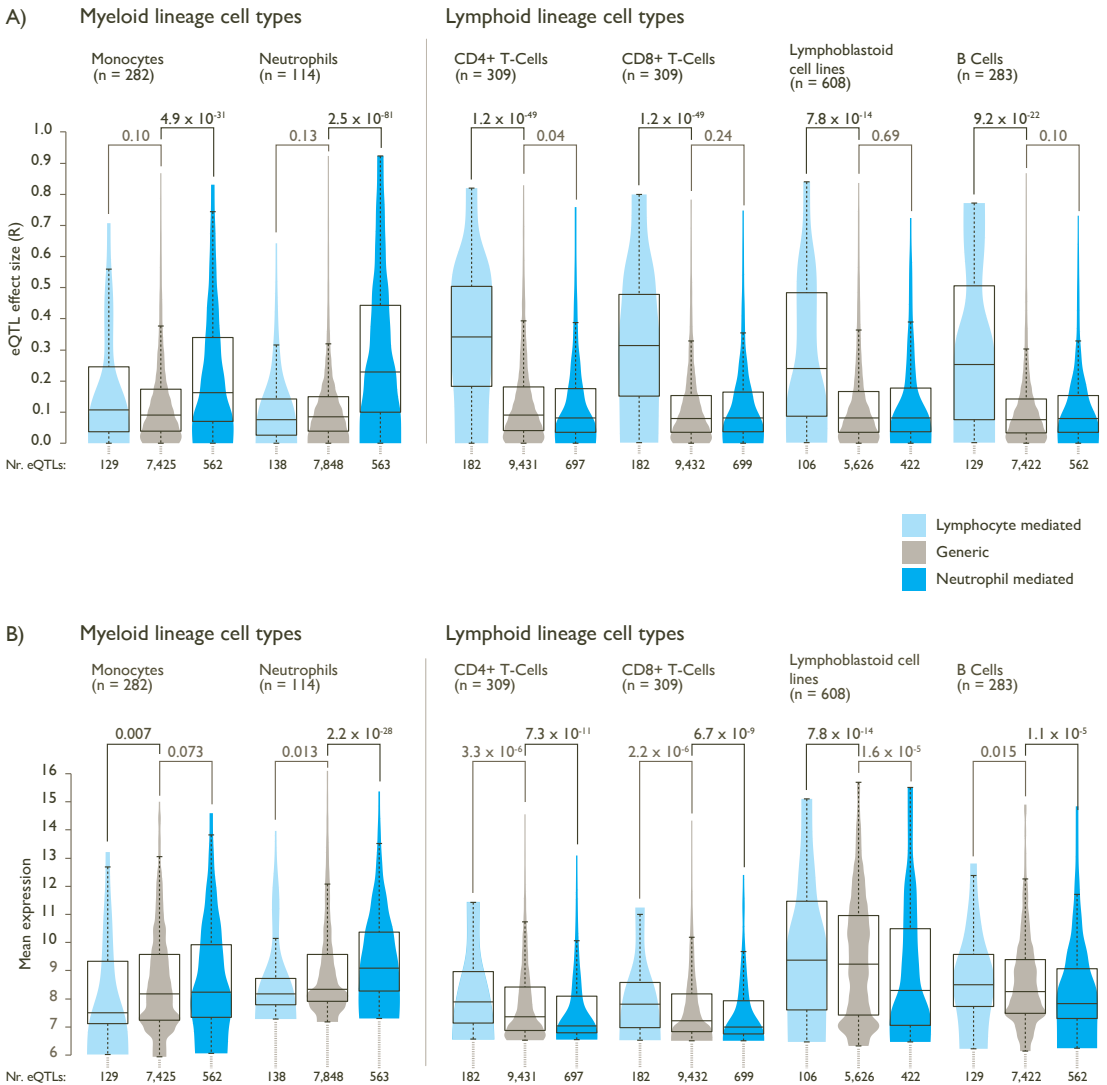 A) Myeloid lineage cell types Lymphoid lineage cell types
Monocytes (n = 282)
Neutrophils (n = 114)
CD4+ T-Cells (n = 309)
CD8+ T-Cells (n = 309)
Lymphoblastoid cell lines (n = 608)
B Cells (n = 283)
4.9 x 10-31 2.5 x 10-81 1.2 x 10-49 1.2 x 10-49 7.8 x 10-14 9.2 x 10-22
0.10 0.13 0.04 0.24 0.69 0.10
eQTL effect size (R)
1.0
0.9
0.8
0.7
0.6
0.5
0.4
0.3
0.2
0.1
0.0
Nr. eQTLs: 129 7,425 562 138 7,848 563 182 9,431 697 182 9,432 699 106 5,626 422 129 7,422 562
Lymphocyte mediated
Generic
Neutrophil mediated
B) Myeloid lineage cell types Lymphoid lineage cell types
Monocytes (n = 282)
Neutrophils (n = 114)
CD4+ T-Cells (n = 309)
CD8+ T-Cells (n = 309)
Lymphoblastoid cell lines (n = 608)
B Cells (n = 283)
0.007 2.2 x 10-28 7.3 x 10-11 6.7 x 10-9 7.8 x 10-14 1.1 x 10-5
0.073 0.013 3.3 x 10-6 2.2 x 10-6 1.6 x 10-5 0.015
Mean expression
16
15
14
13
12
11
10
9
8
7
6
Nr. eQTLs: 129 7,425 562 138 7,848 563 182 9,431 697 182 9,432 699 106 5,626 422 129 7,422 562